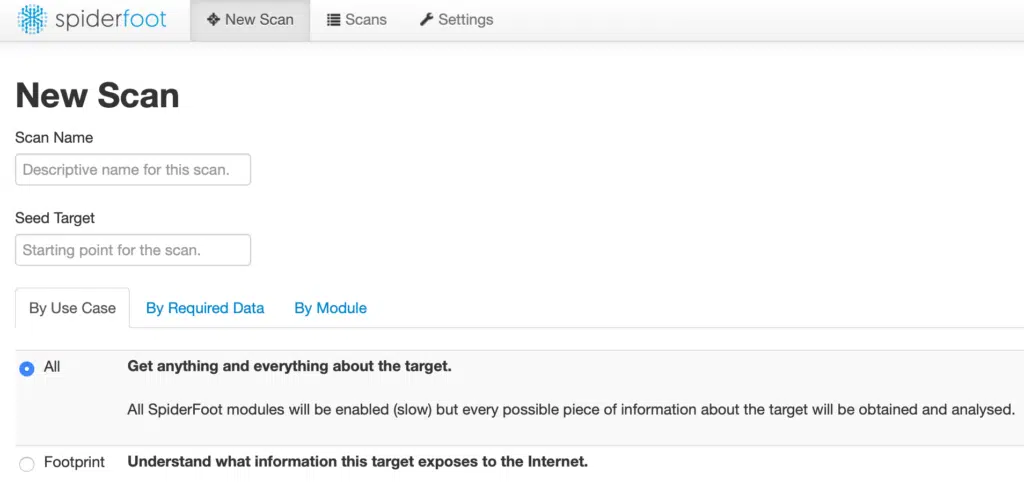 spiderfoot New Scan Scans Settings
New Scan
Scan Name
Descriptive name for this scan.
Seed Target
Starting point for the scan.
By Use Case By Required Data By Module
All Get anything and everything about the target.
All SpiderFoot modules will be enabled (slow) but every possible piece of information about the target will be obtained and analysed.
Footprint Understand what information this target exposes to the Internet.